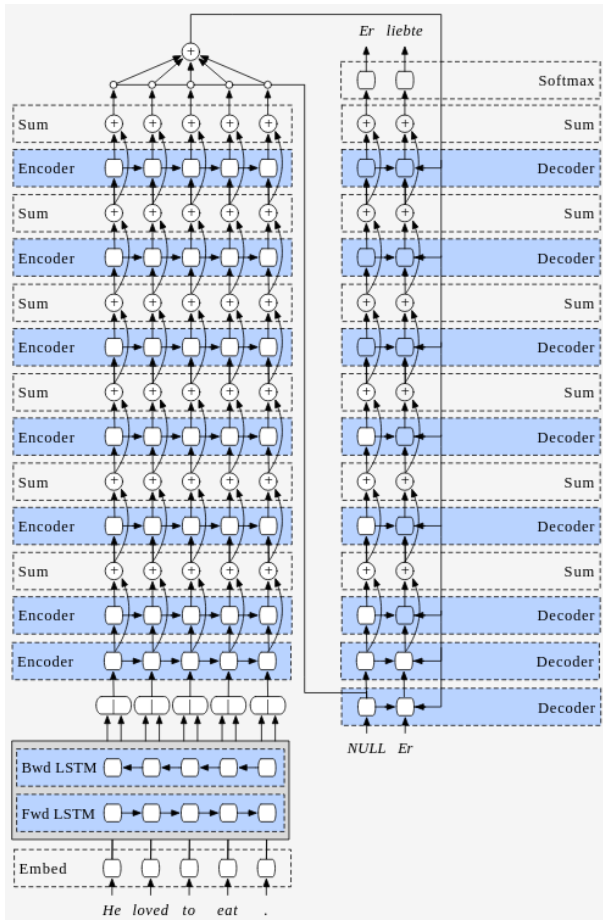 Er liebte
Softmax
Sum
Encoder
Sum
Encoder
Sum
Encoder
Sum
Encoder
Sum
Encoder
Sum
Encoder
Encoder
Bwd LSTM
Fwd LSTM
Embed
He loved to eat .
Sum
Decoder
Sum
Decoder
Sum
Decoder
Sum
Decoder
Sum
Decoder
Sum
Decoder
Decoder
Decoder
NULL Er